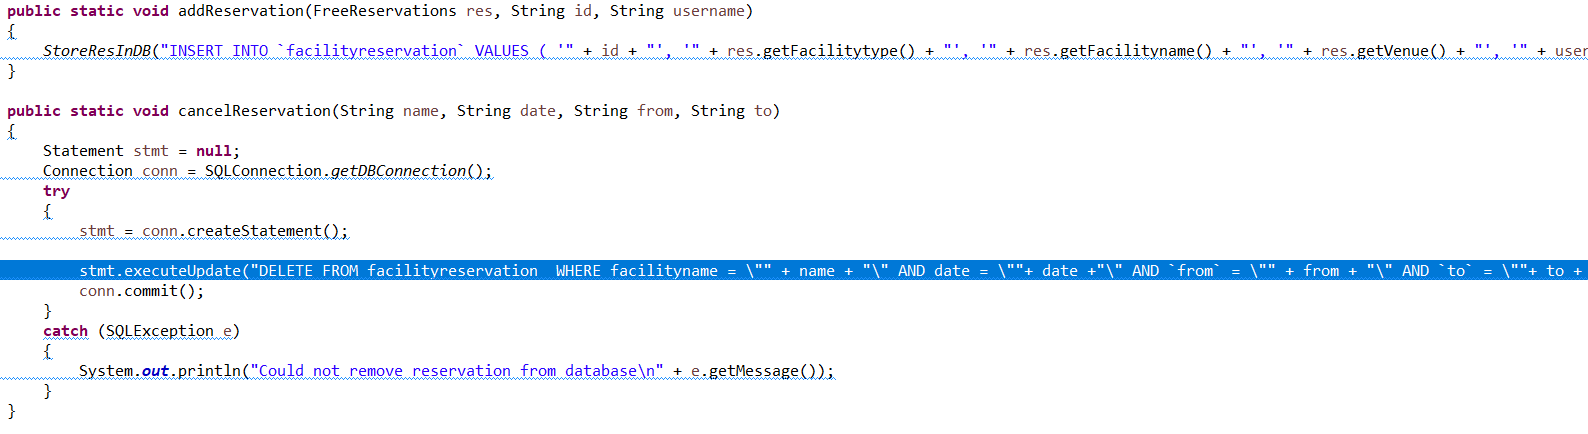 public static void addReservation(FreeReservations res, String id, String username)
{
StoreResInDB("INSERT INTO `facilityreservation` VALUES ( '" + id + "', '" + res.getFacilitytype() + "', '" + res.getFacilityname() + "', '" + res.getVenue() + "', '" + user
}
public static void cancelReservation(String name, String date, String from, String to)
{
Statement stmt = null;
Connection conn = SQLConnection.getDBConnection();
try
{
stmt = conn.createStatement();
stmt.executeUpdate("DELETE FROM facilityreservation  WHERE facilityname = \"" + name + "\" AND date = \""+ date +"\" AND `from` = \"" + from + "\" AND `to` = \""+ to +
conn.commit();
}
catch (SQLException e)
{
System.out.println("Could not remove reservation from database\n" + e.getMessage());
}
}